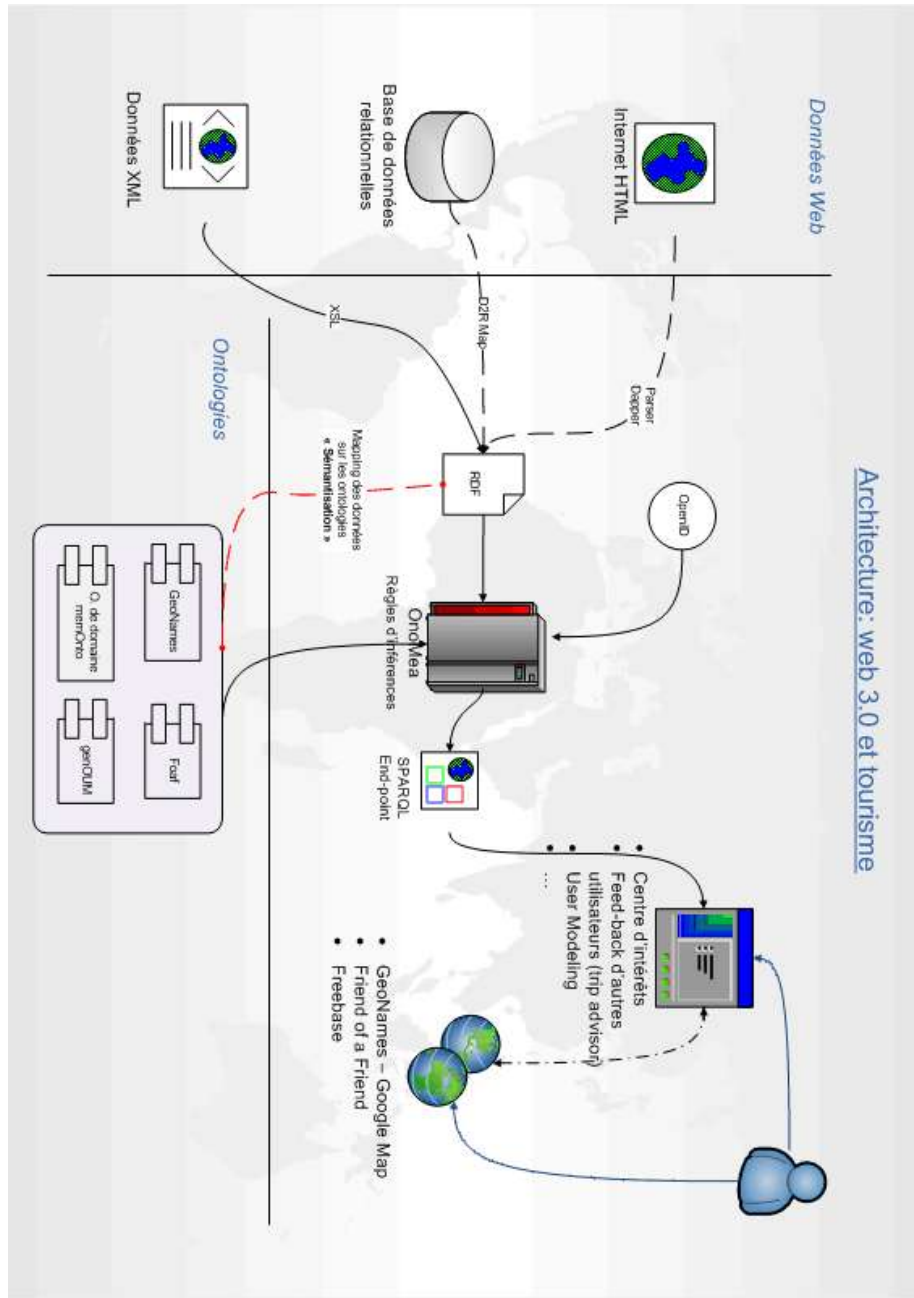 Architecture: web 3.0 et tourisme
Données Web
Internet HTML
Base de données
relationnelles
Données XML
Parser
Dapper
D2R Map
XSL
OpenID
RDF
Mapping des données
sur les ontologies
« Sémantisation »
OnoMea
Règles d'inférences
SPARQL
End-point
• Centre d'intérêts
• Feed-back d'autres
utilisateurs (trip advisor)
• User Modeling
• ...
• GeoNames – Google Map
• Friend of a Friend
• Freebase
Ontologies
GeoNames
Foaf
O. de domaine
memOnto
genOUM